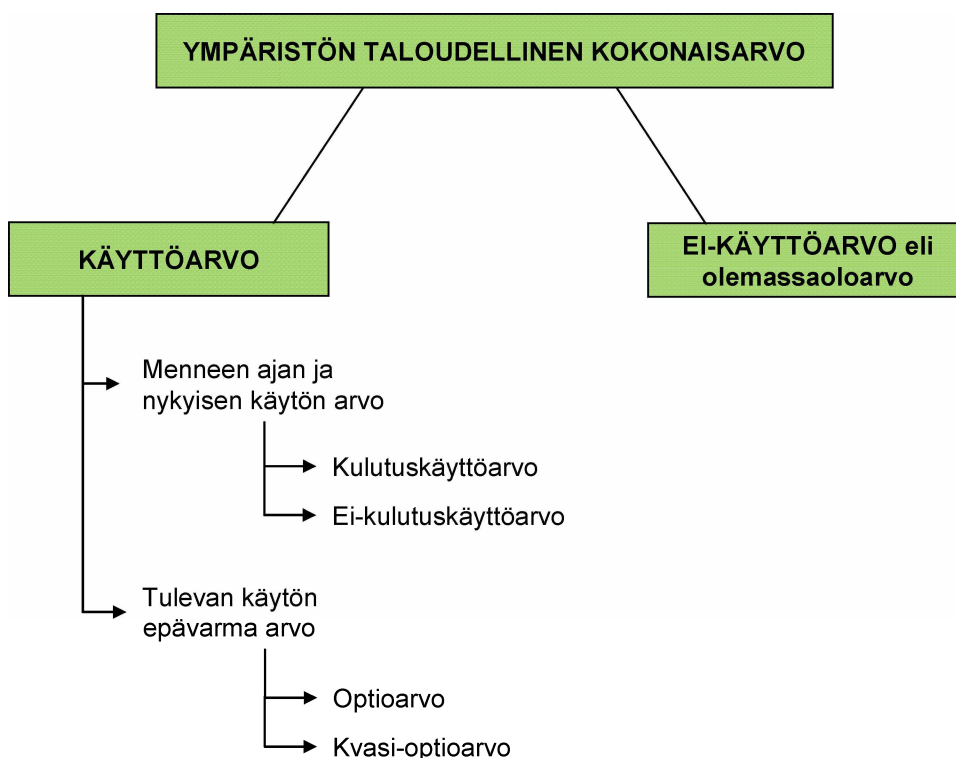 YMPÄRISTÖN TALOUDELLINEN KOKONAISARVO
KÄYTTÖARVO
EI-KÄYTTÖARVO eli
olemassaoloarvo
Menneen ajan ja
nykyisen käytön arvo
Kulutuskäyttöarvo
Ei-kulutuskäyttöarvo
Tulevan käytön
epävarma arvo
Optioarvo
Kvasi-optioarvo